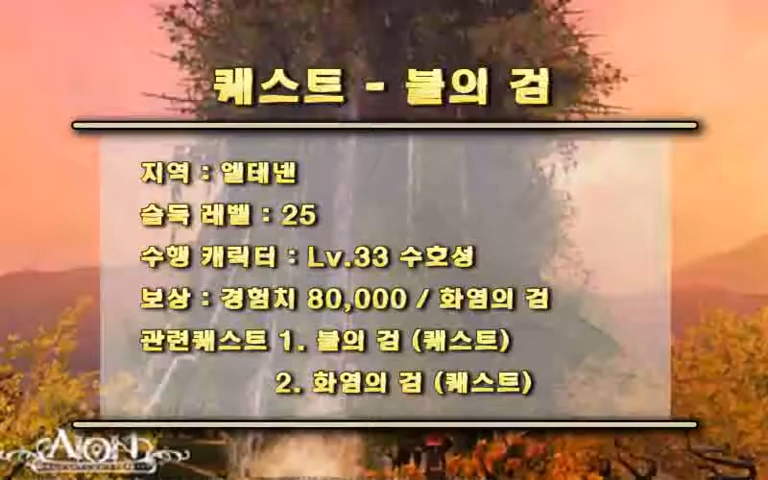 퀘스트 - 불의 검
지역 : 엘태넨
습둑 레벨 : 25
수행 캐릭터 : Lv.33 수호성
보상 : 경험치 80,000 / 화염의 검
관련퀘스트 1. 불의 검 (퀘스트)
2. 화염의 검 (퀘스트)
AION